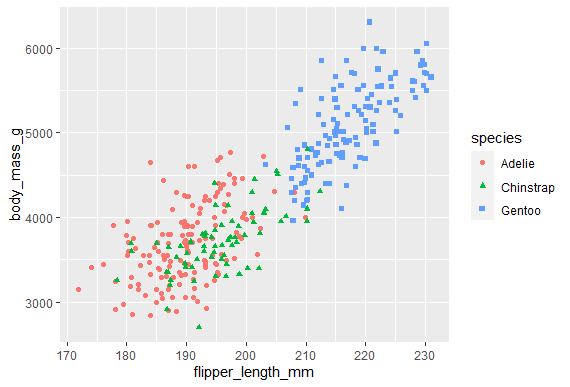 6000
5000
4000
3000
body_mass_g
170 180 190 200 210 220 230
flipper_length_mm
species
Adelie
Chinstrap
Gentoo